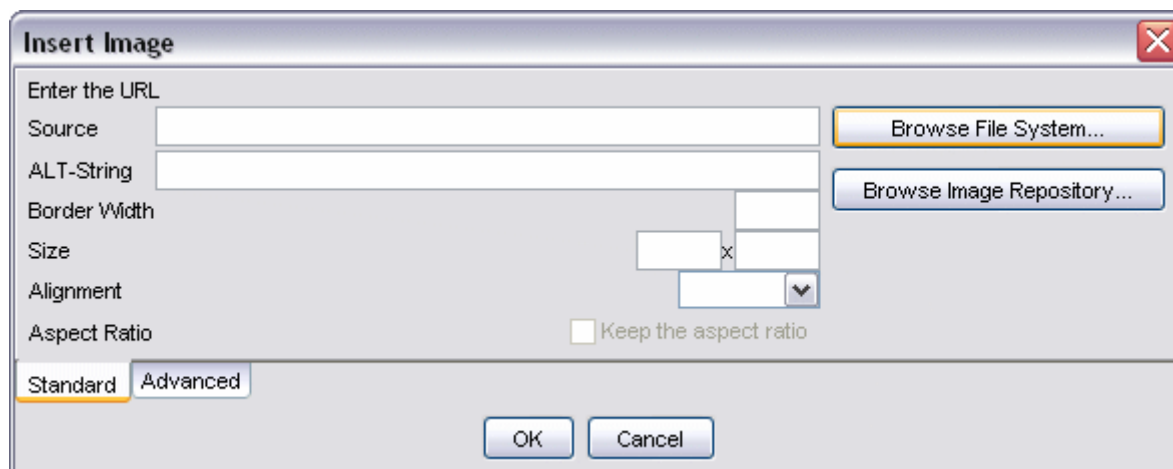 Insert Image
Enter the URL
Source
Browse File System...
ALT-String
Browse Image Repository...
Border Width
Size
x
Alignment
Aspect Ratio
Keep the aspect ratio
Standard
Advanced
OK
Cancel